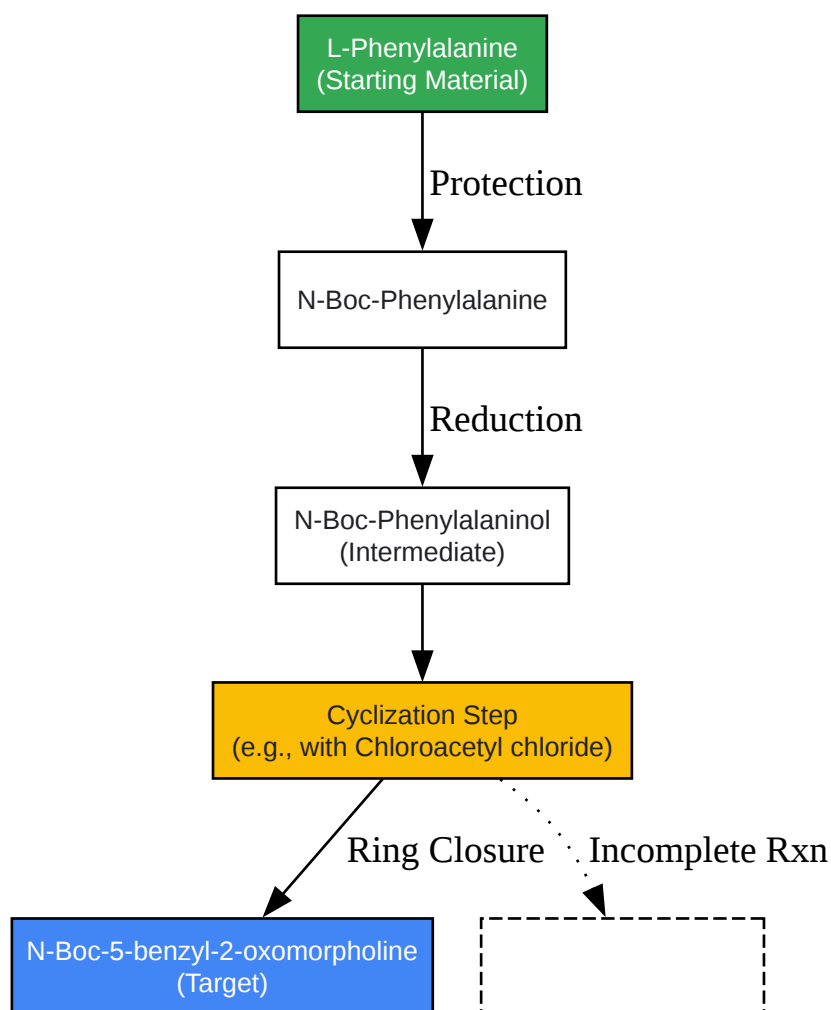 L-Phenylalanine
(Starting Material)
Protection
N-Boc-Phenylalanine
Reduction
N-Boc-Phenylalaninol
(Intermediate)
Cyclization Step
(e.g., with Chloroacetyl chloride)
Ring Closure
Incomplete Rxn
N-Boc-5-benzyl-2-oxomorpholine
(Target)